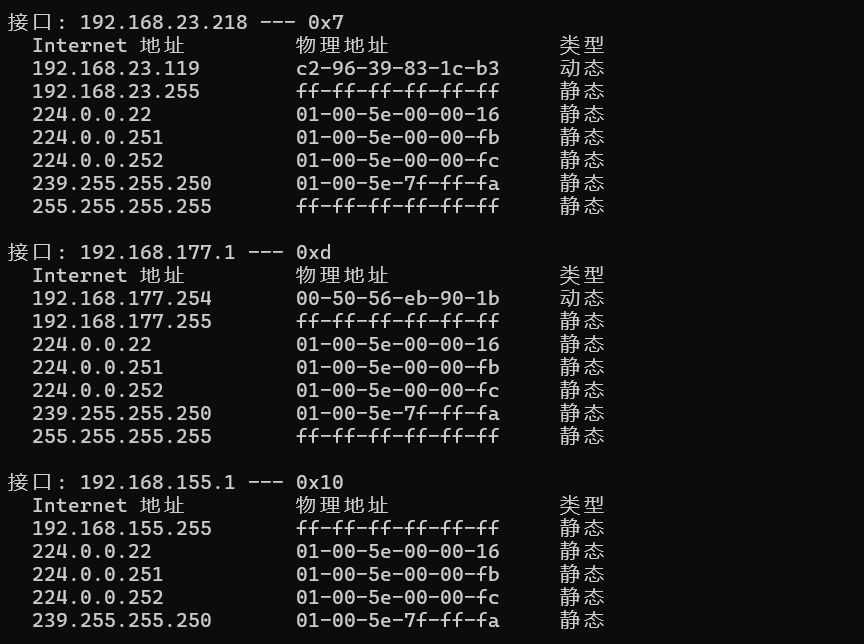 接口: 192.168.23.218 --- 0x7
  Internet 地址         物理地址              类型
  192.168.23.119        c2-96-39-83-1c-b3     动态
  192.168.23.255        ff-ff-ff-ff-ff-ff     静态
  224.0.0.22            01-00-5e-00-00-16     静态
  224.0.0.251           01-00-5e-00-00-fb     静态
  224.0.0.252           01-00-5e-00-00-fc     静态
  239.255.255.250       01-00-5e-7f-ff-fa     静态
  255.255.255.255       ff-ff-ff-ff-ff-ff     静态

接口: 192.168.177.1 --- 0xd
  Internet 地址         物理地址              类型
  192.168.177.254       00-50-56-eb-90-1b     动态
  192.168.177.255       ff-ff-ff-ff-ff-ff     静态
  224.0.0.22            01-00-5e-00-00-16     静态
  224.0.0.251           01-00-5e-00-00-fb     静态
  224.0.0.252           01-00-5e-00-00-fc     静态
  239.255.255.250       01-00-5e-7f-ff-fa     静态
  255.255.255.255       ff-ff-ff-ff-ff-ff     静态

接口: 192.168.155.1 --- 0x10
  Internet 地址         物理地址              类型
  192.168.155.255       ff-ff-ff-ff-ff-ff     静态
  224.0.0.22            01-00-5e-00-00-16     静态
  224.0.0.251           01-00-5e-00-00-fb     静态
  224.0.0.252           01-00-5e-00-00-fc     静态
  239.255.255.250       01-00-5e-7f-ff-fa     静态